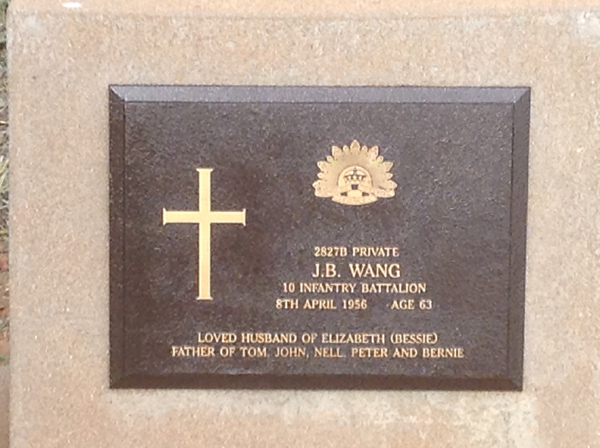 2827B PRIVATE
J.B. WANG
10 INFANTRY BATTALION
8TH APRIL 1956 AGE 63
LOVED HUSBAND OF ELIZABETH (BESSIE)
FATHER OF TOM, JOHN, NELL, PETER AND BERNIE